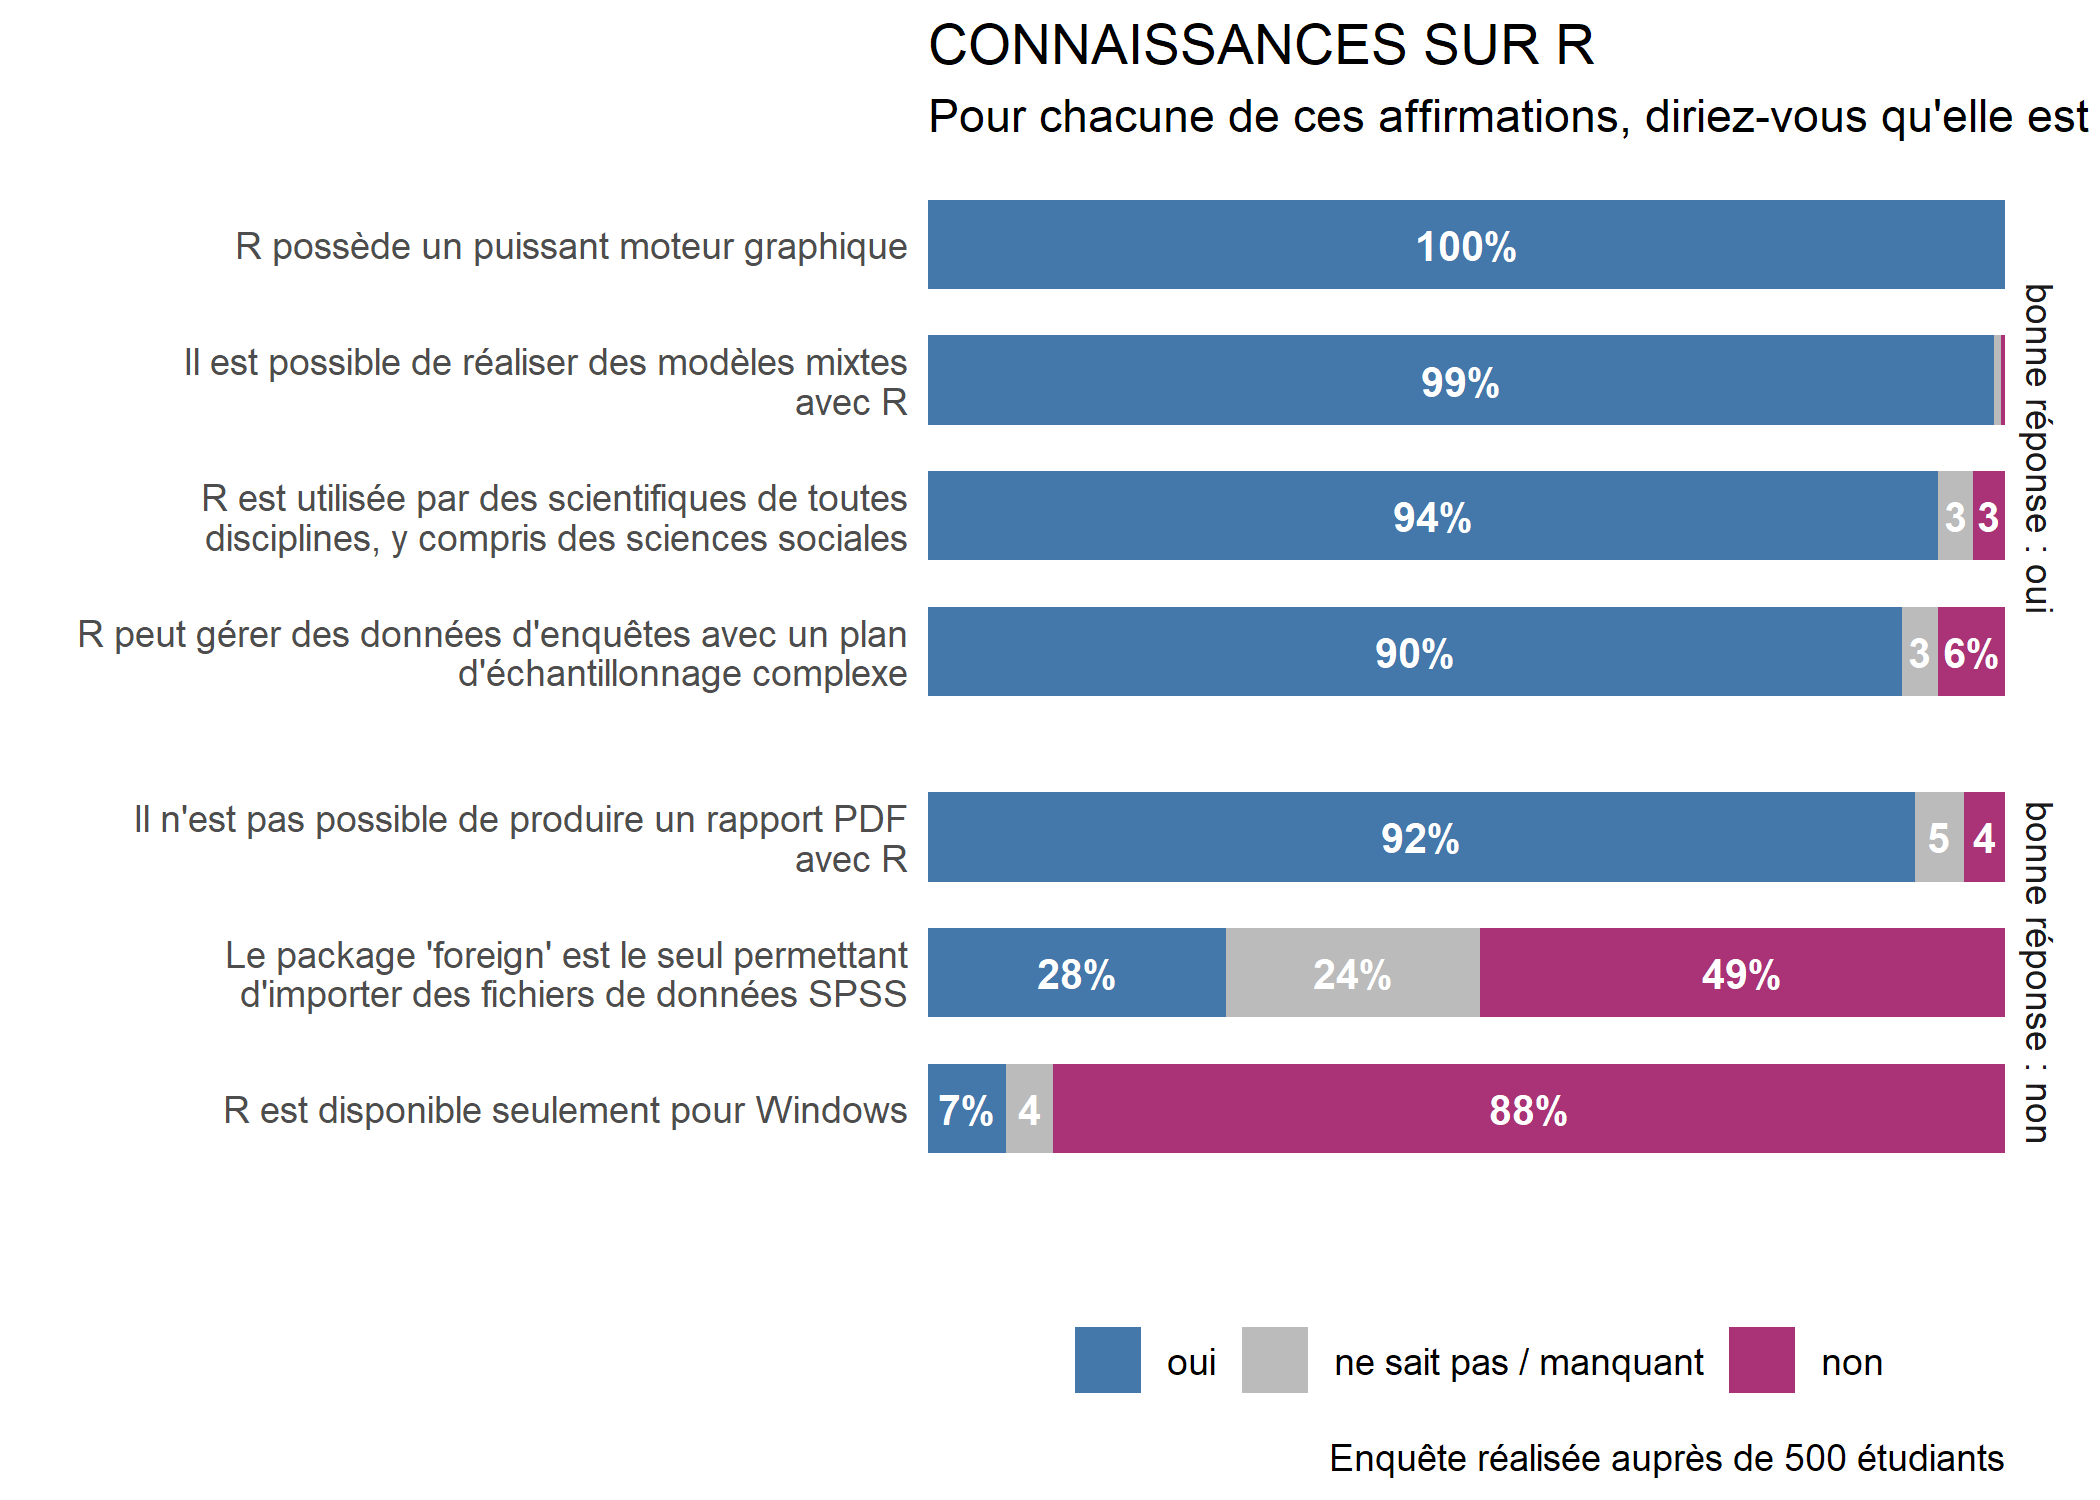 CONNAISSANCES SUR R
Pour chacune de ces affirmations, diriez-vous qu'elle est
R possède un puissant moteur graphique
100%
Il est possible de réaliser des modèles mixtes
avec R
99%
R est utilisée par des scientifiques de toutes
disciplines, y compris des sciences sociales
94%
3
3
R peut gérer des données d'enquêtes avec un plan
d'échantillonnage complexe
90%
3
6%
bonne réponse : oui
Il n'est pas possible de produire un rapport PDF
avec R
92%
5
4
Le package 'foreign' est le seul permettant
d'importer des fichiers de données SPSS
28%
24%
49%
R est disponible seulement pour Windows
7%
4
88%
bonne réponse : non
oui
ne sait pas / manquant
non
Enquête réalisée auprès de 500 étudiants